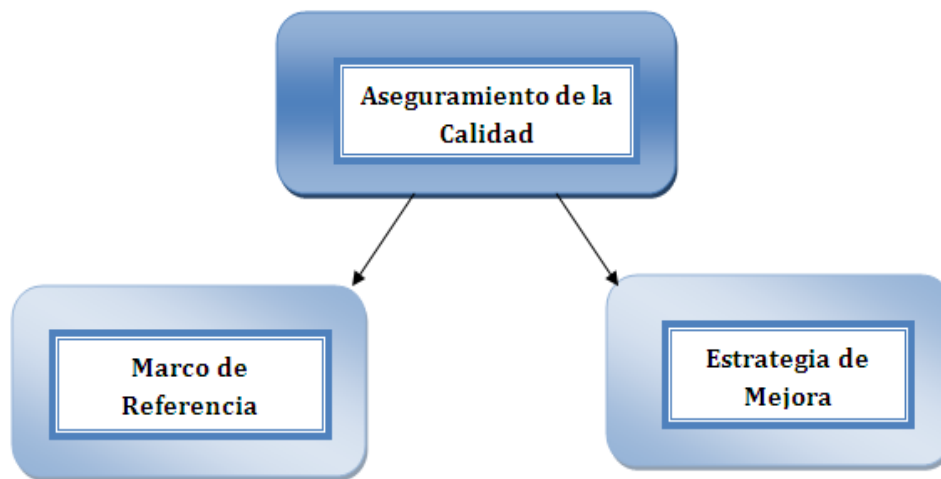 Aseguramiento de la
Calidad
Marco de
Referencia
Estrategia de
Mejora